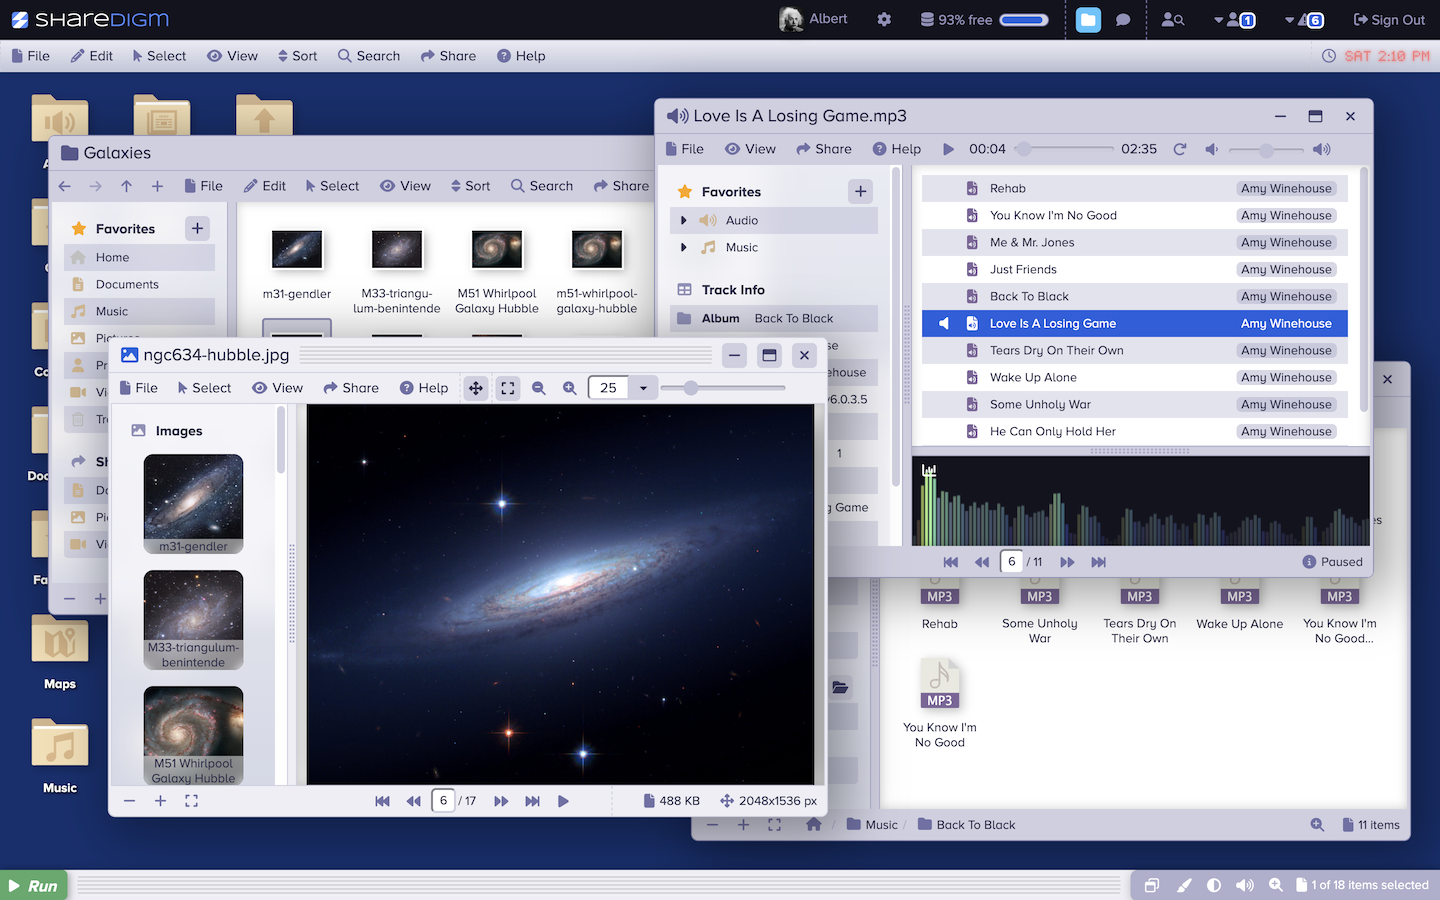 SHAREDIGM
Albert
93% free
1
6
Sign Out
File Edit Select View Sort Search Share Help
SAT 2:10 PM
Galaxies
File Edit Select View Sort Search Share
Favorites
Home
Documents
Music
m31-gendler
M33-triangu-
lum-benintende
M51 Whirlpool
Galaxy Hubble
m51-whirlpool-
galaxy-hubble
Love Is A Losing Game.mp3
File View Share Help 00:04 02:35
Favorites
Audio
Music
Track Info
Album Back To Black
v6.0.3.5
1
Game
Rehab Amy Winehouse
You Know I'm No Good Amy Winehouse
Me & Mr. Jones Amy Winehouse
Just Friends Amy Winehouse
Back To Black Amy Winehouse
Love Is A Losing Game Amy Winehouse
Tears Dry On Their Own Amy Winehouse
Wake Up Alone Amy Winehouse
Some Unholy War Amy Winehouse
He Can Only Hold Her Amy Winehouse
6 / 11
Paused
ngc634-hubble.jpg
File Select View Share Help 25
Images
m31-gendler
M33-triangulum-
benintende
M51 Whirlpool
Galaxy Hubble
6 / 17
488 KB
2048x1536 px
MP3
MP3
MP3
MP3
MP3
Rehab
Some Unholy
War
Tears Dry On
Their Own
Wake Up Alone
You Know I'm
No Good...
MP3
You Know I'm
No Good
/ Music / Back To Black
11 items
Maps
Music
Run
1 of 18 items selected